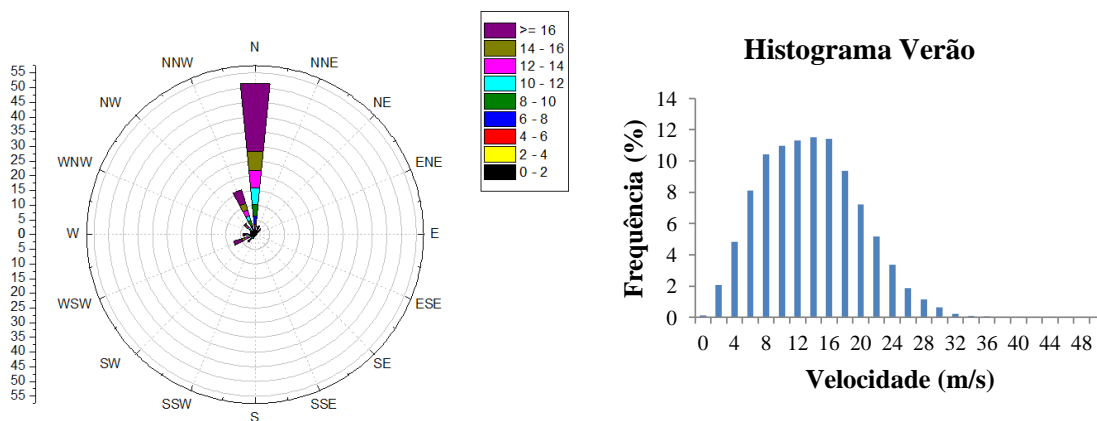 >= 16
14 - 16
12 - 14
10 - 12
8 - 10
6 - 8
4 - 6
2 - 4
0 - 2
N
NNE
NE
ENE
E
ESE
SE
SSE
S
SSW
SW
WSW
W
WNW
NW
NNW
55
50
45
40
35
30
25
20
15
10
5
0
5
10
15
20
25
30
35
40
45
50
55
Histograma Verão
Frequência (%)
14
12
10
8
6
4
2
0
0 4 8 12 16 20 24 28 32 36 40 44 48
Velocidade (m/s)